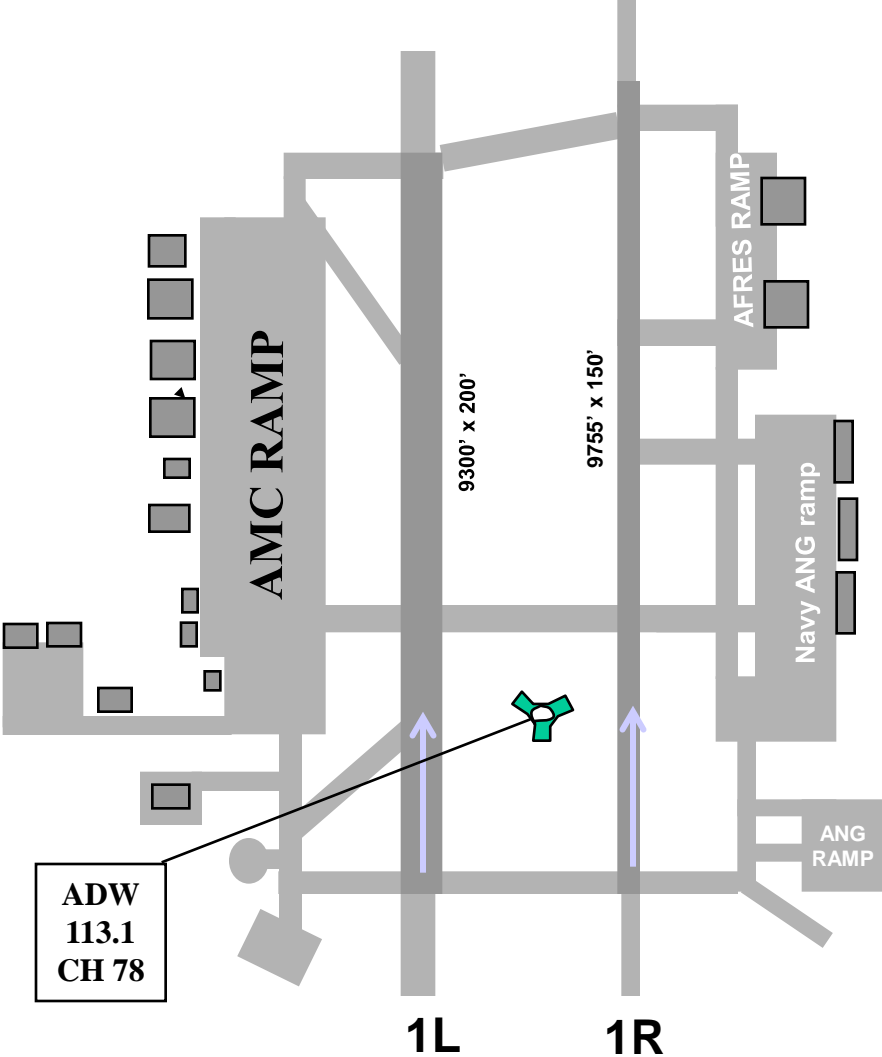 AFRES RAMP
AMC RAMP
9300’ x 200’
9755’ x 150’
Navy ANG ramp
ANG
RAMP
ADW
113.1
CH 78
1L
1R